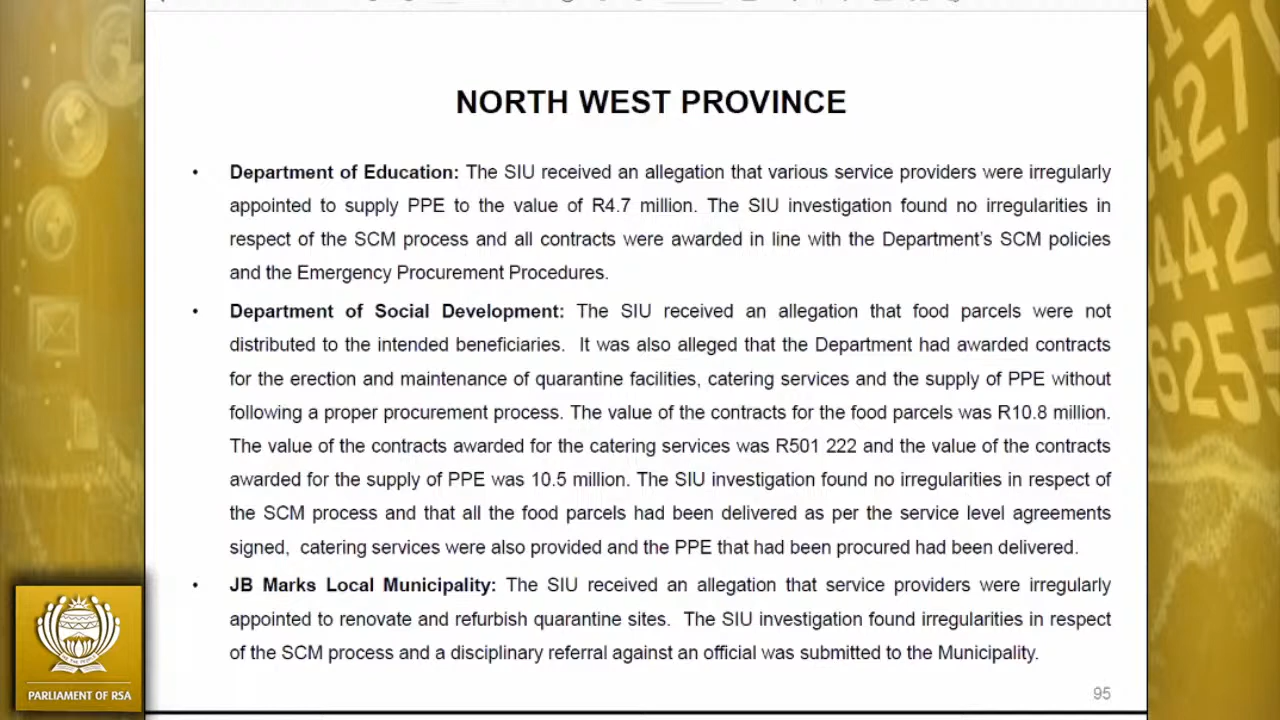 NORTH WEST PROVINCE
• Department of Education: The SIU received an allegation that various service providers were irregularly
appointed to supply PPE to the value of R4.7 million. The SIU investigation found no irregularities in
respect of the SCM process and all contracts were awarded in line with the Department's SCM policies
and the Emergency Procurement Procedures.
• Department of Social Development: The SIU received an allegation that food parcels were not
distributed to the intended beneficiaries. It was also alleged that the Department had awarded contracts
for the erection and maintenance of quarantine facilities, catering services and the supply of PPE without
following a proper procurement process. The value of the contracts for the food parcels was R10.8 million.
The value of the contracts awarded for the catering services was R501 222 and the value of the contracts
awarded for the supply of PPE was 10.5 million. The SIU investigation found no irregularities in respect of
the SCM process and that all the food parcels had been delivered as per the service level agreements
signed, catering services were also provided and the PPE that had been procured had been delivered.
• JB Marks Local Municipality: The SIU received an allegation that service providers were irregularly
appointed to renovate and refurbish quarantine sites. The SIU investigation found irregularities in respect
of the SCM process and a disciplinary referral against an official was submitted to the Municipality.
95
PARLIAMENT OF RSA
427
442
6255